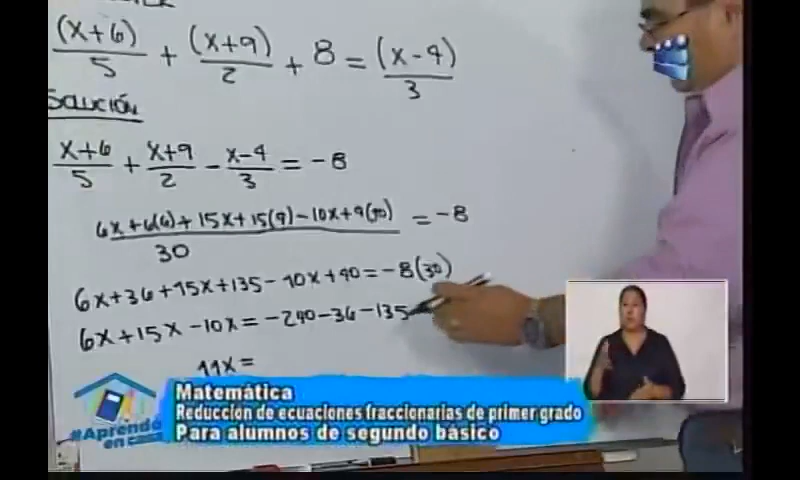 (x+6)/5 + (x+9)/2 + 8 = (x-4)/3
SOLUCIÓN
x+6/5 + x+9/2 - x-4/3 = -8
6x+6(6)+15x+15(9)-10x+4(10)/30 = -8
6x+36+15x+135-10x+40=-8(30)
6x+15x-10x=-240-36-135
11x=
Matemática
Reducción de ecuaciones fraccionarias de primer grado
Para alumnos de segundo básico
#Aprendo
en casa